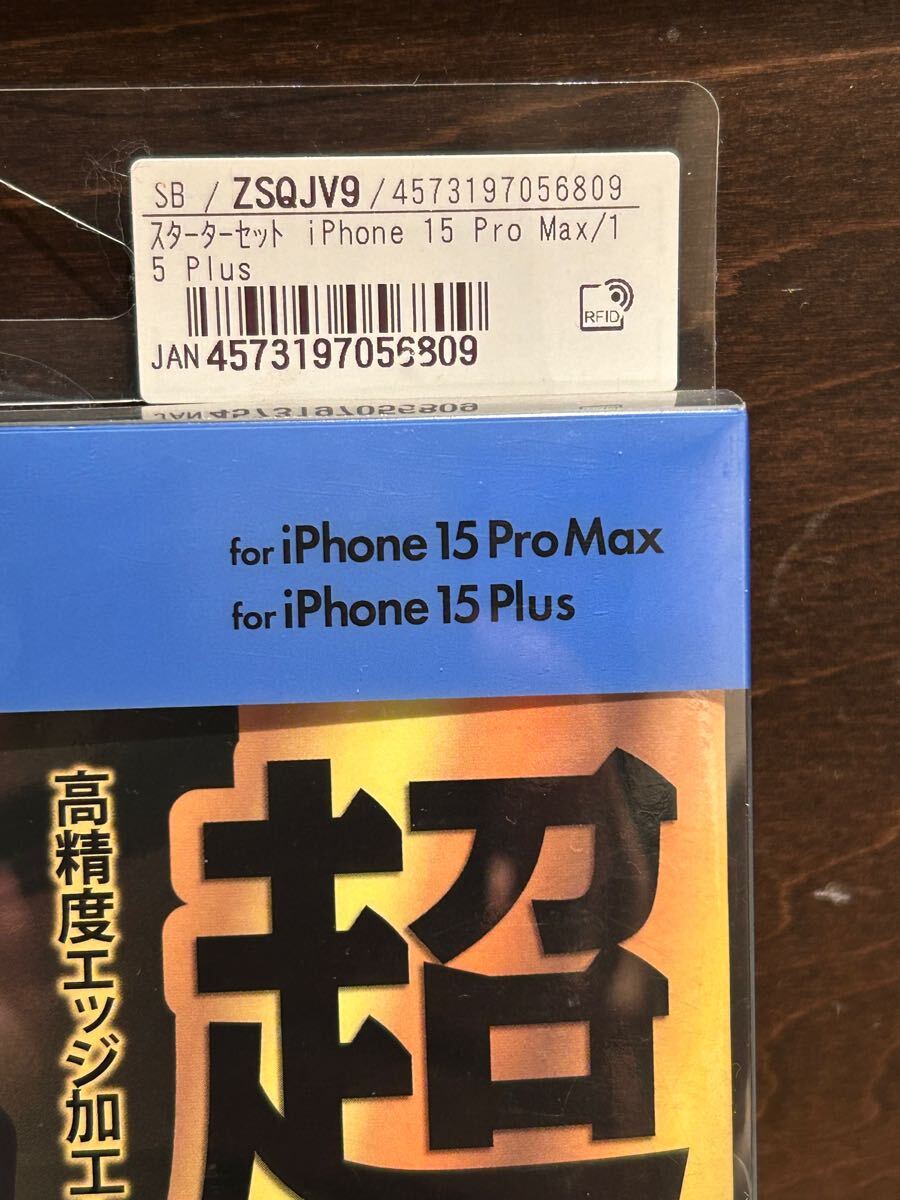 SB / ZSQJV9 / 4573197056809
ｽﾀｰﾀｰｾｯﾄ iPhone 15 Pro Max/1
5 Plus
RFID
JAN 4573197056809
JAN 4573197056809
for iPhone 15 Pro Max
for iPhone 15 Plus
超
高精度エッジ加工